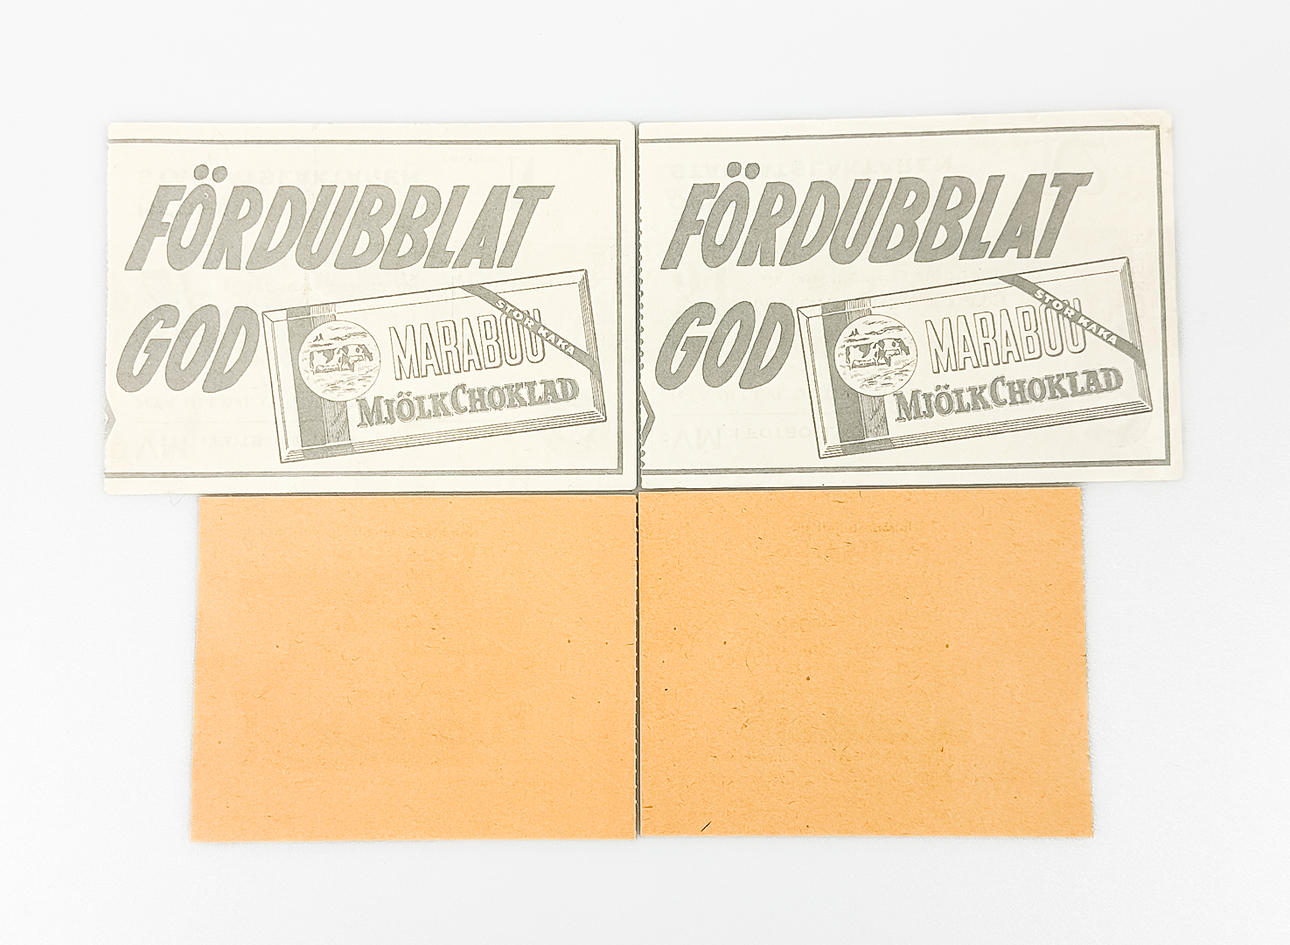 FÖRDUBBLAT
GOD
MARABOU
STOR KAKA
MJÖLKCHOKLAD
FÖRDUBBLAT
GOD
MARABOU
STOR KAKA
MJÖLKCHOKLAD